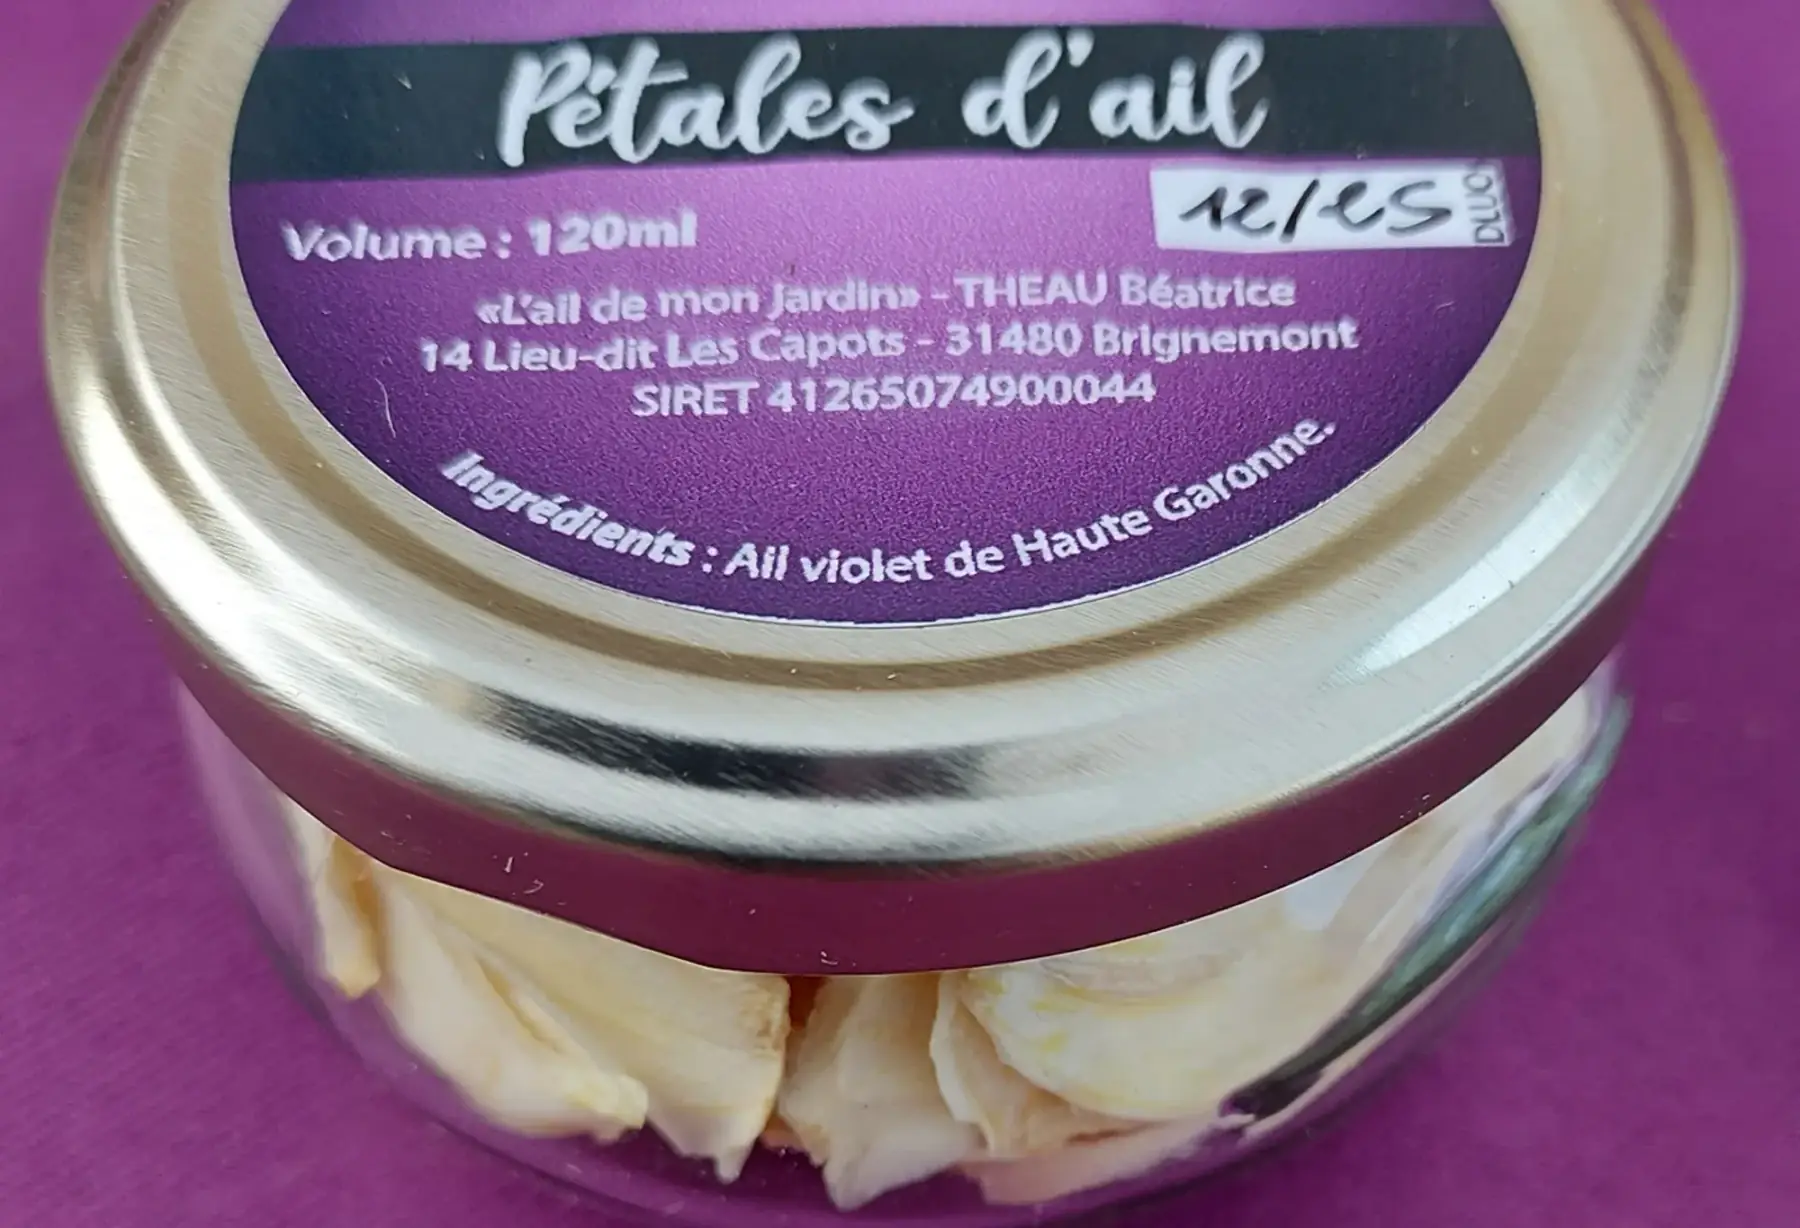 Pétales d'ail
Volume : 120ml
12/25
DLUO
«L'ail de mon Jardin» - THEAU Béatrice
14 Lieu-dit Les Capots - 31480 Brignemont
SIRET 41265074900044
Ingrédients : Ail violet de Haute Garonne.